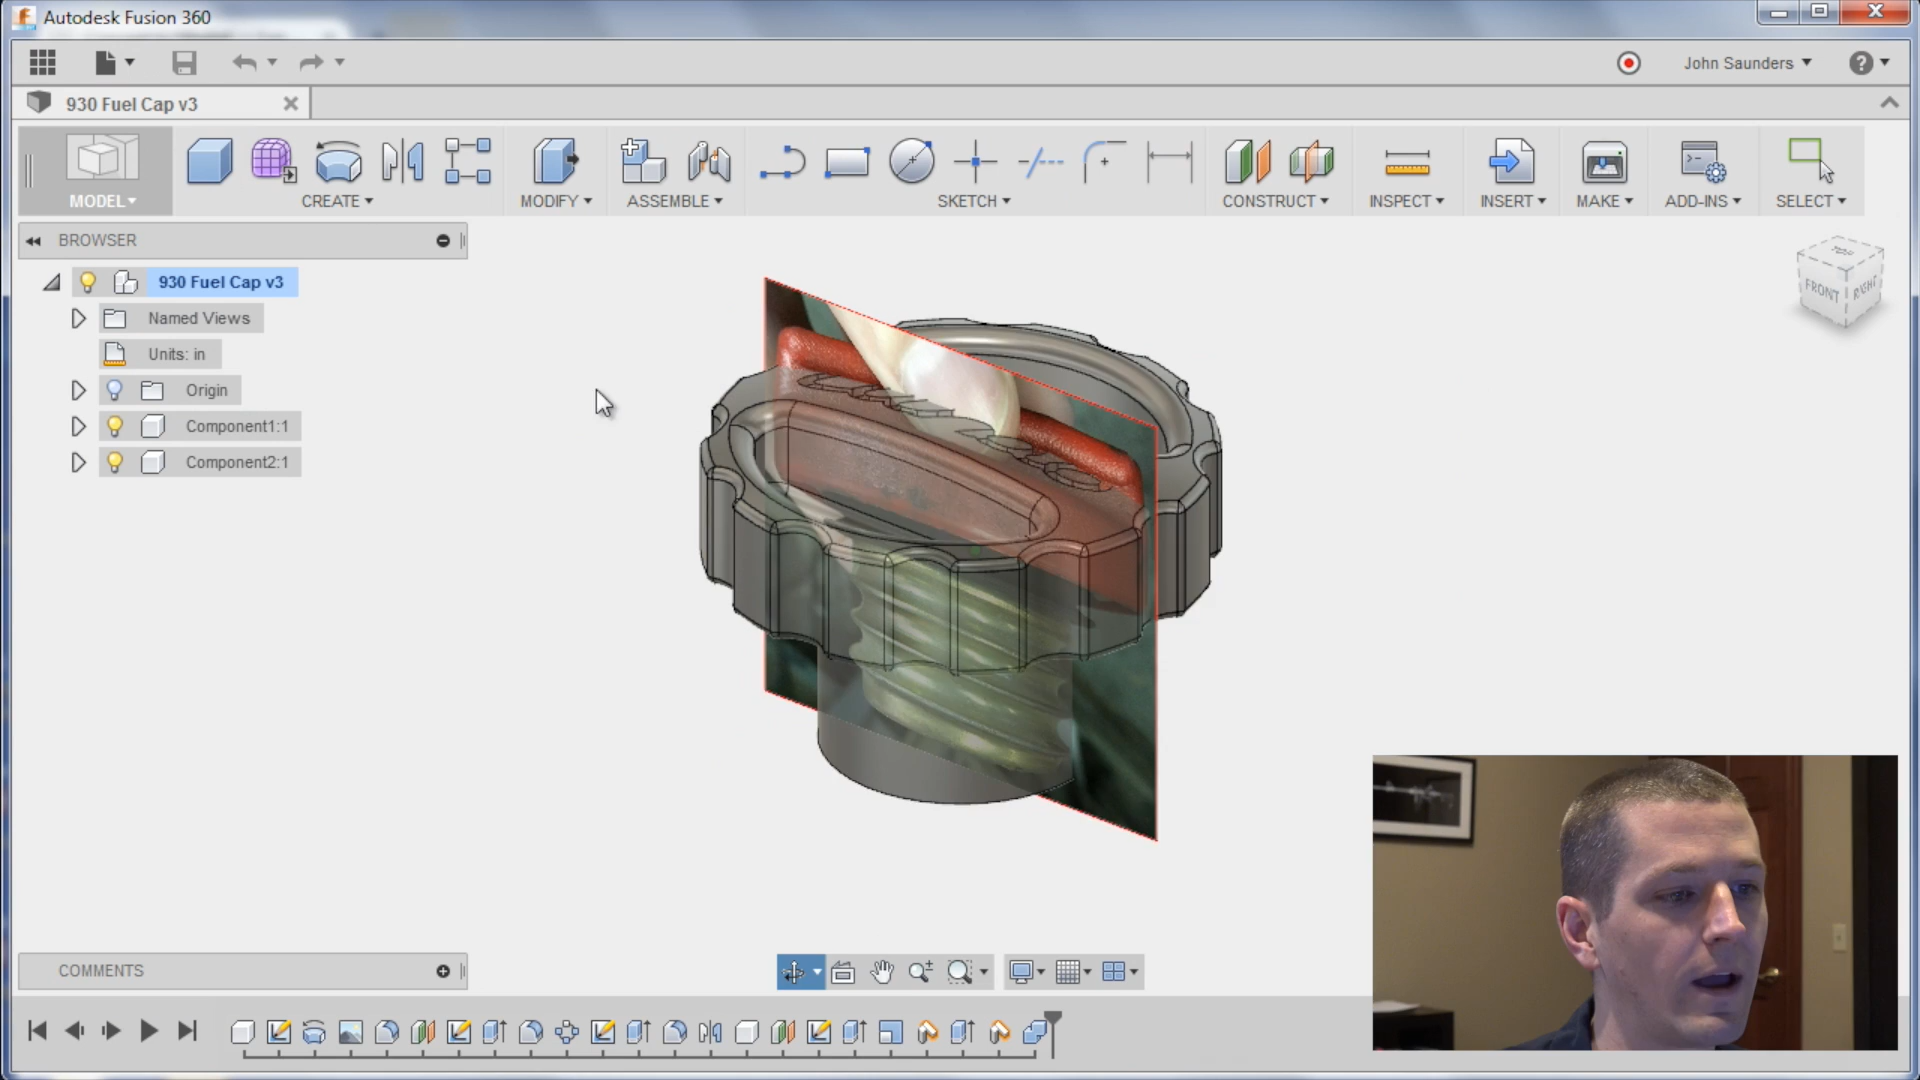 Autodesk Fusion 360
John Saunders
930 Fuel Cap v3
MODEL
CREATE
MODIFY
ASSEMBLE
SKETCH
CONSTRUCT
INSPECT
INSERT
MAKE
ADD-INS
SELECT
BROWSER
930 Fuel Cap v3
Named Views
Units: in
Origin
Component1:1
Component2:1
TOP
FRONT
RIGHT
COMMENTS